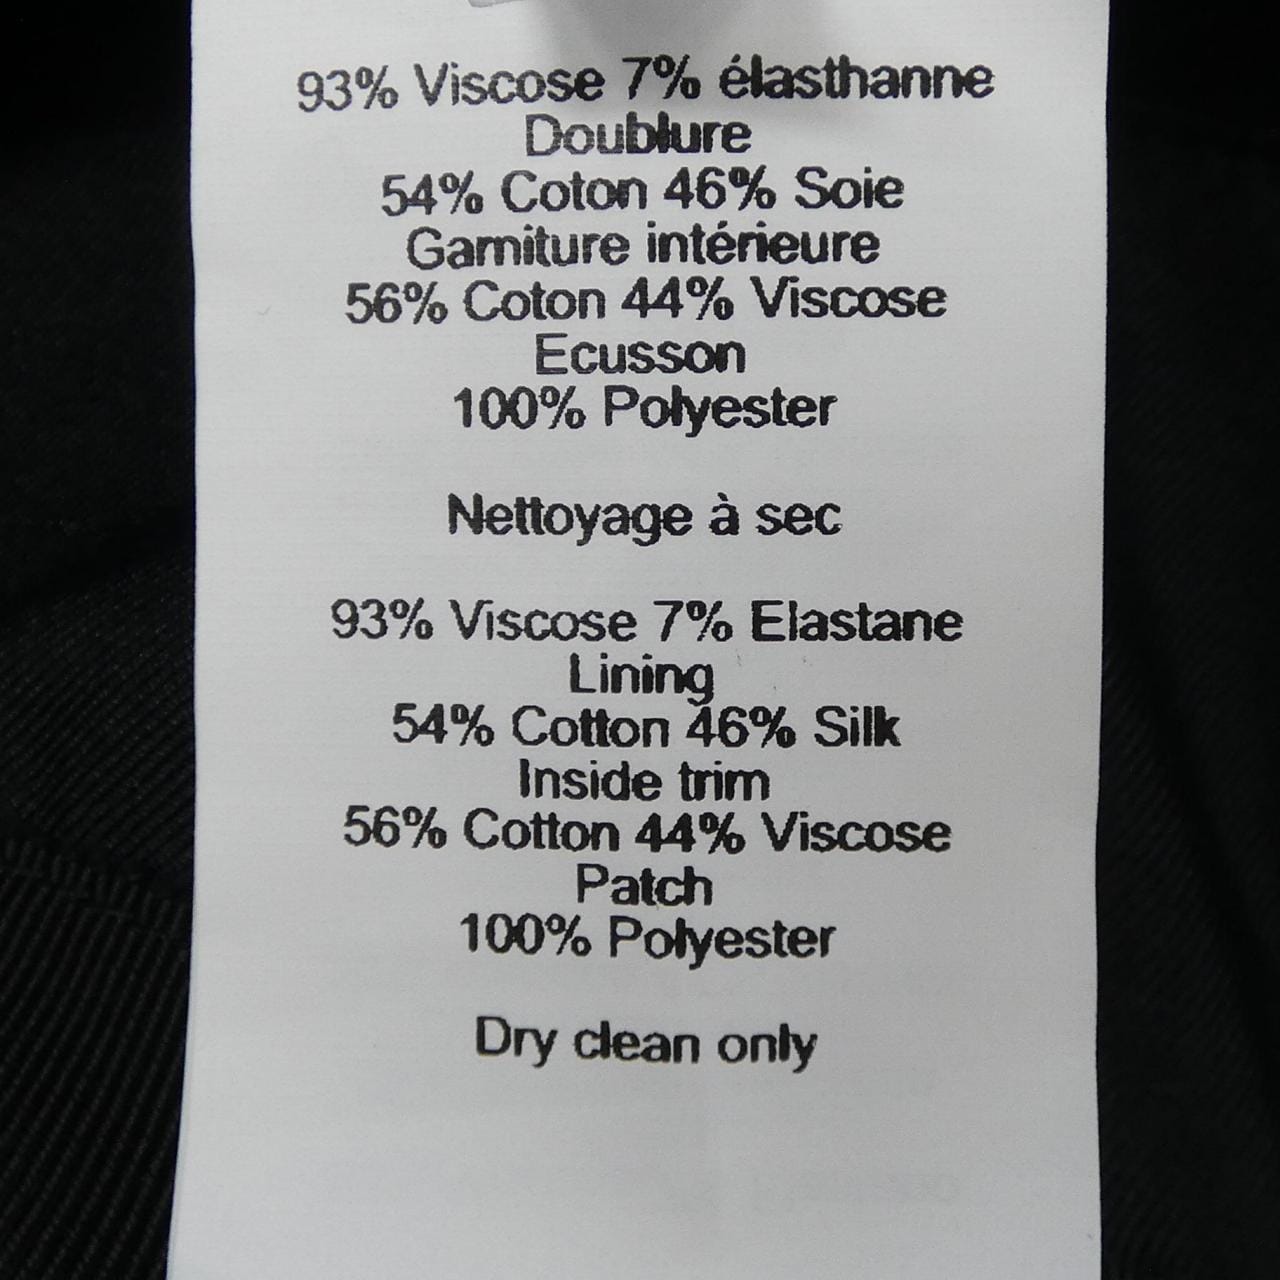 93% Viscose 7% élasthanne
Doublure
54% Coton 46% Soie
Garniture intérieure
56% Coton 44% Viscose
Ecusson
100% Polyester
Nettoyage à sec
93% Viscose 7% Elastane
Lining
54% Cotton 46% Silk
Inside trim
56% Cotton 44% Viscose
Patch
100% Polyester
Dry clean only